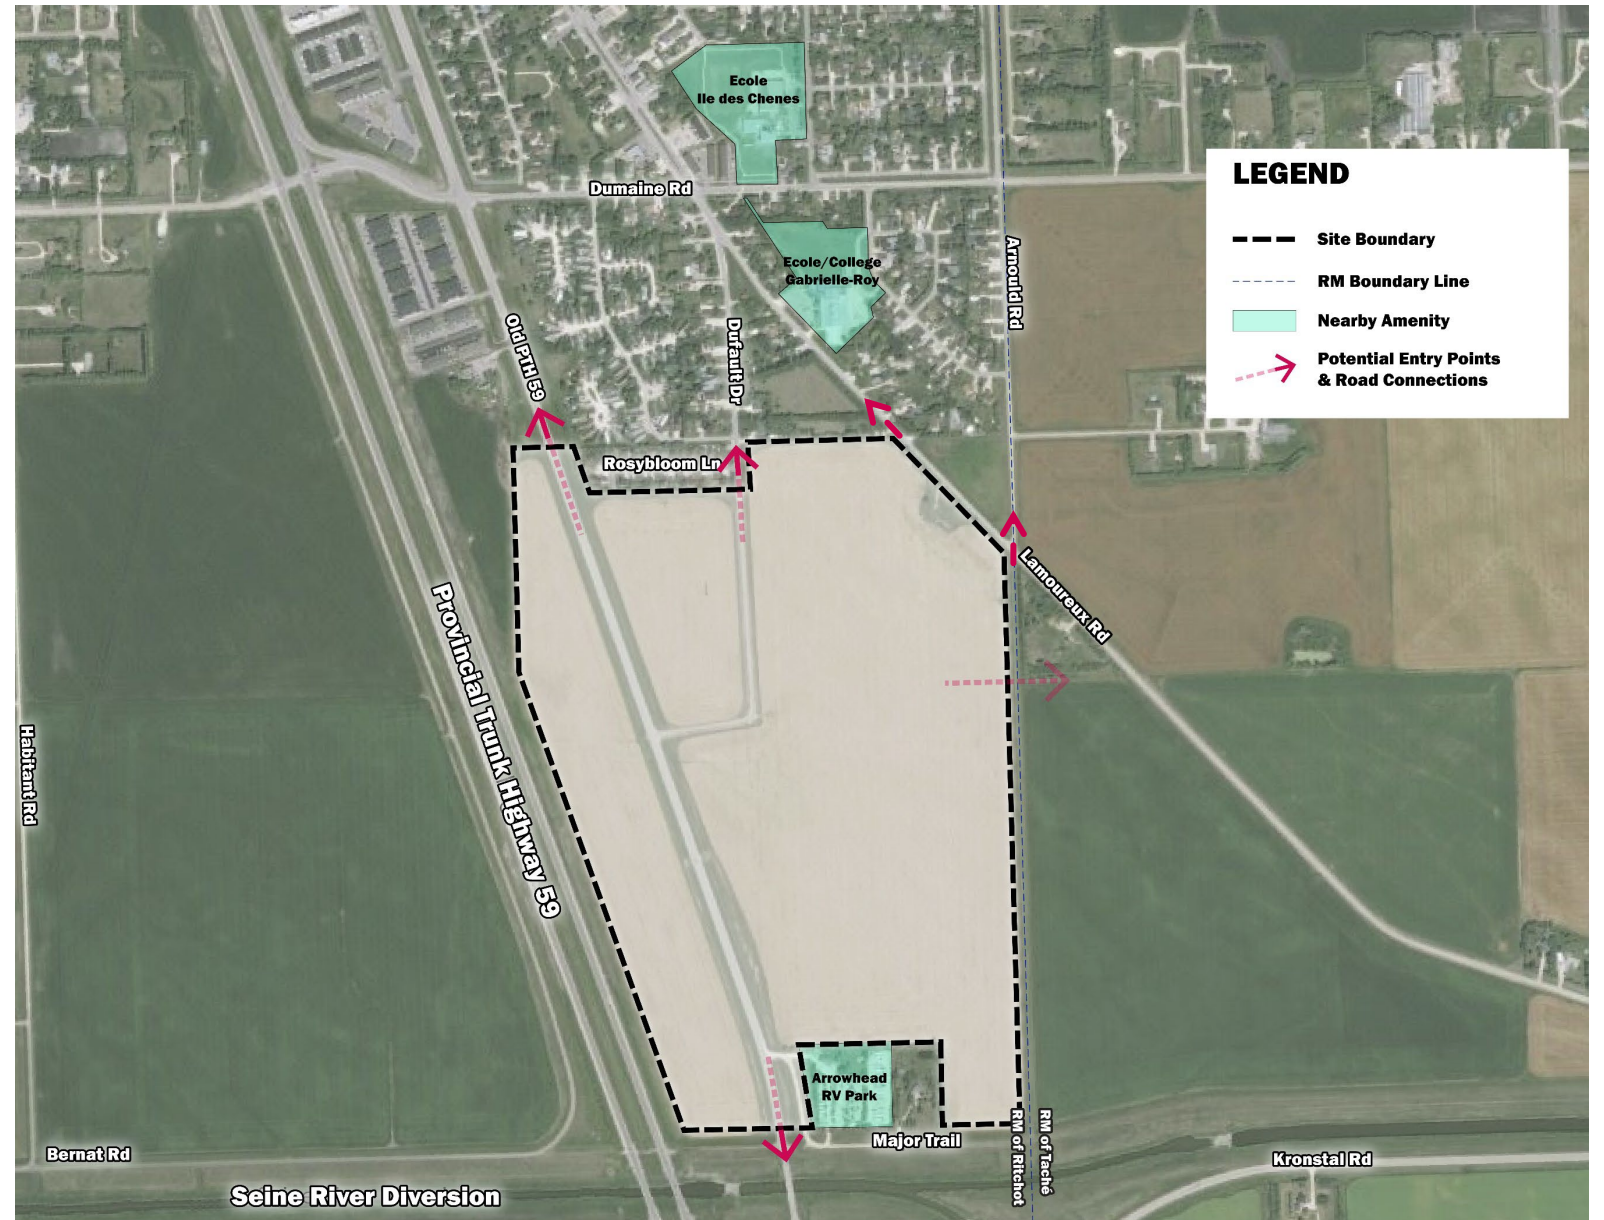 Ecole
Ile des Chenes
LEGEND
Dumaine Rd
Site Boundary
Ecole/College
Gabrielle-Roy
Arnould Rd
RM Boundary Line
Nearby Amenity
Old PTH 59
Dufault Dr
Potential Entry Points
& Road Connections
Rosybloom Ln
Lamoureux Rd
Provincial Trunk Highway 59
Habitant Rd
Arrowhead
RV Park
Major Trail
RM of Ritchot
RM of Taché
Bernat Rd
Kronstal Rd
Seine River Diversion